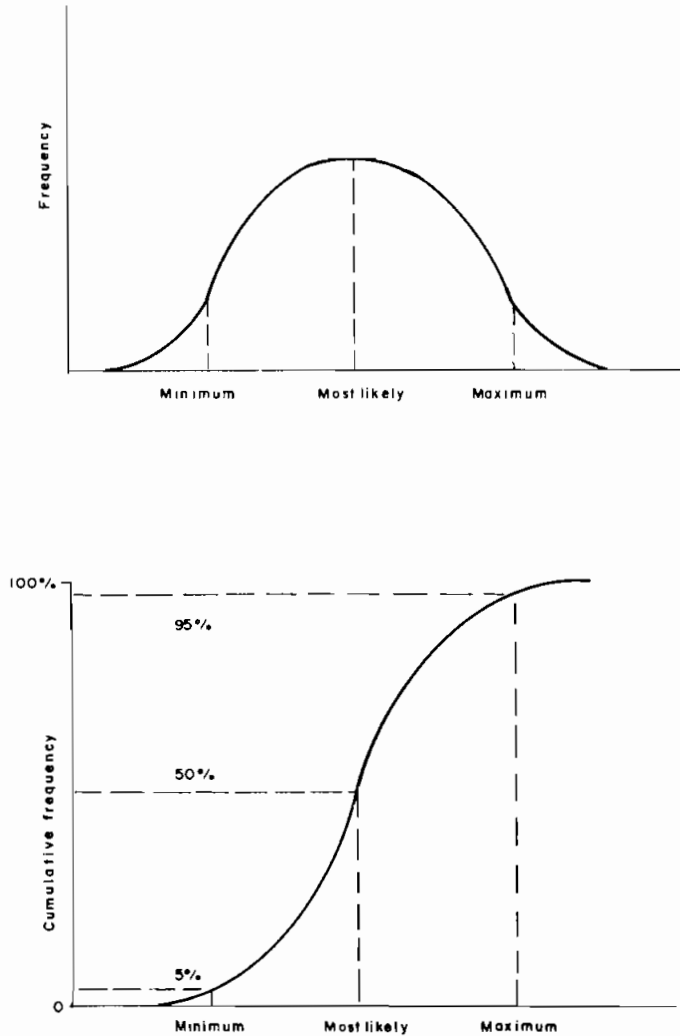 Frequency
Minimum Most likely Maximum
100%
95%
50%
Cumulative frequency
5%
0
Minimum Most likely Maximum